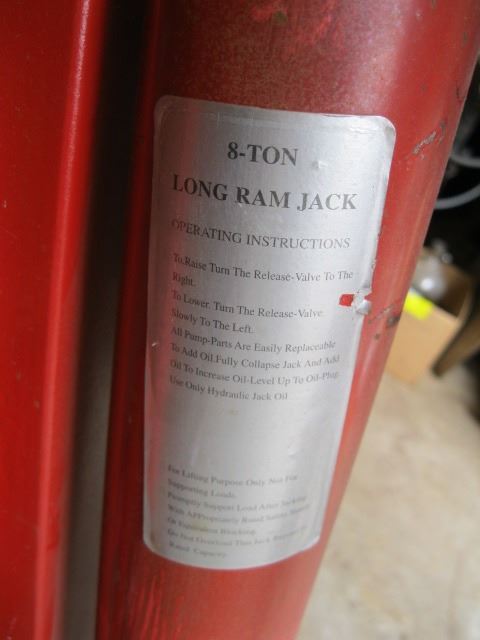 8-TON
LONG RAM JACK
OPERATING INSTRUCTIONS
To.Raise Turn The Release-Valve To The
Right.
To Lower. Turn The Release-Valve
Slowly To The Left.
All Pump-Parts Are Easily Replaceable
To Add Oil.Fully Collapse Jack And Add
Oil To Increase Oil-Level Up To Oil-Plug.
Use Only Hydraulic Jack Oil
For Lifting Purpose Only Not For
Supporting Loads.
Promptly Support Load After Jacking
With APPropriately Rated
Or Equivalent Blocking.
Do Not Overload This Jack
Rated Capacity.